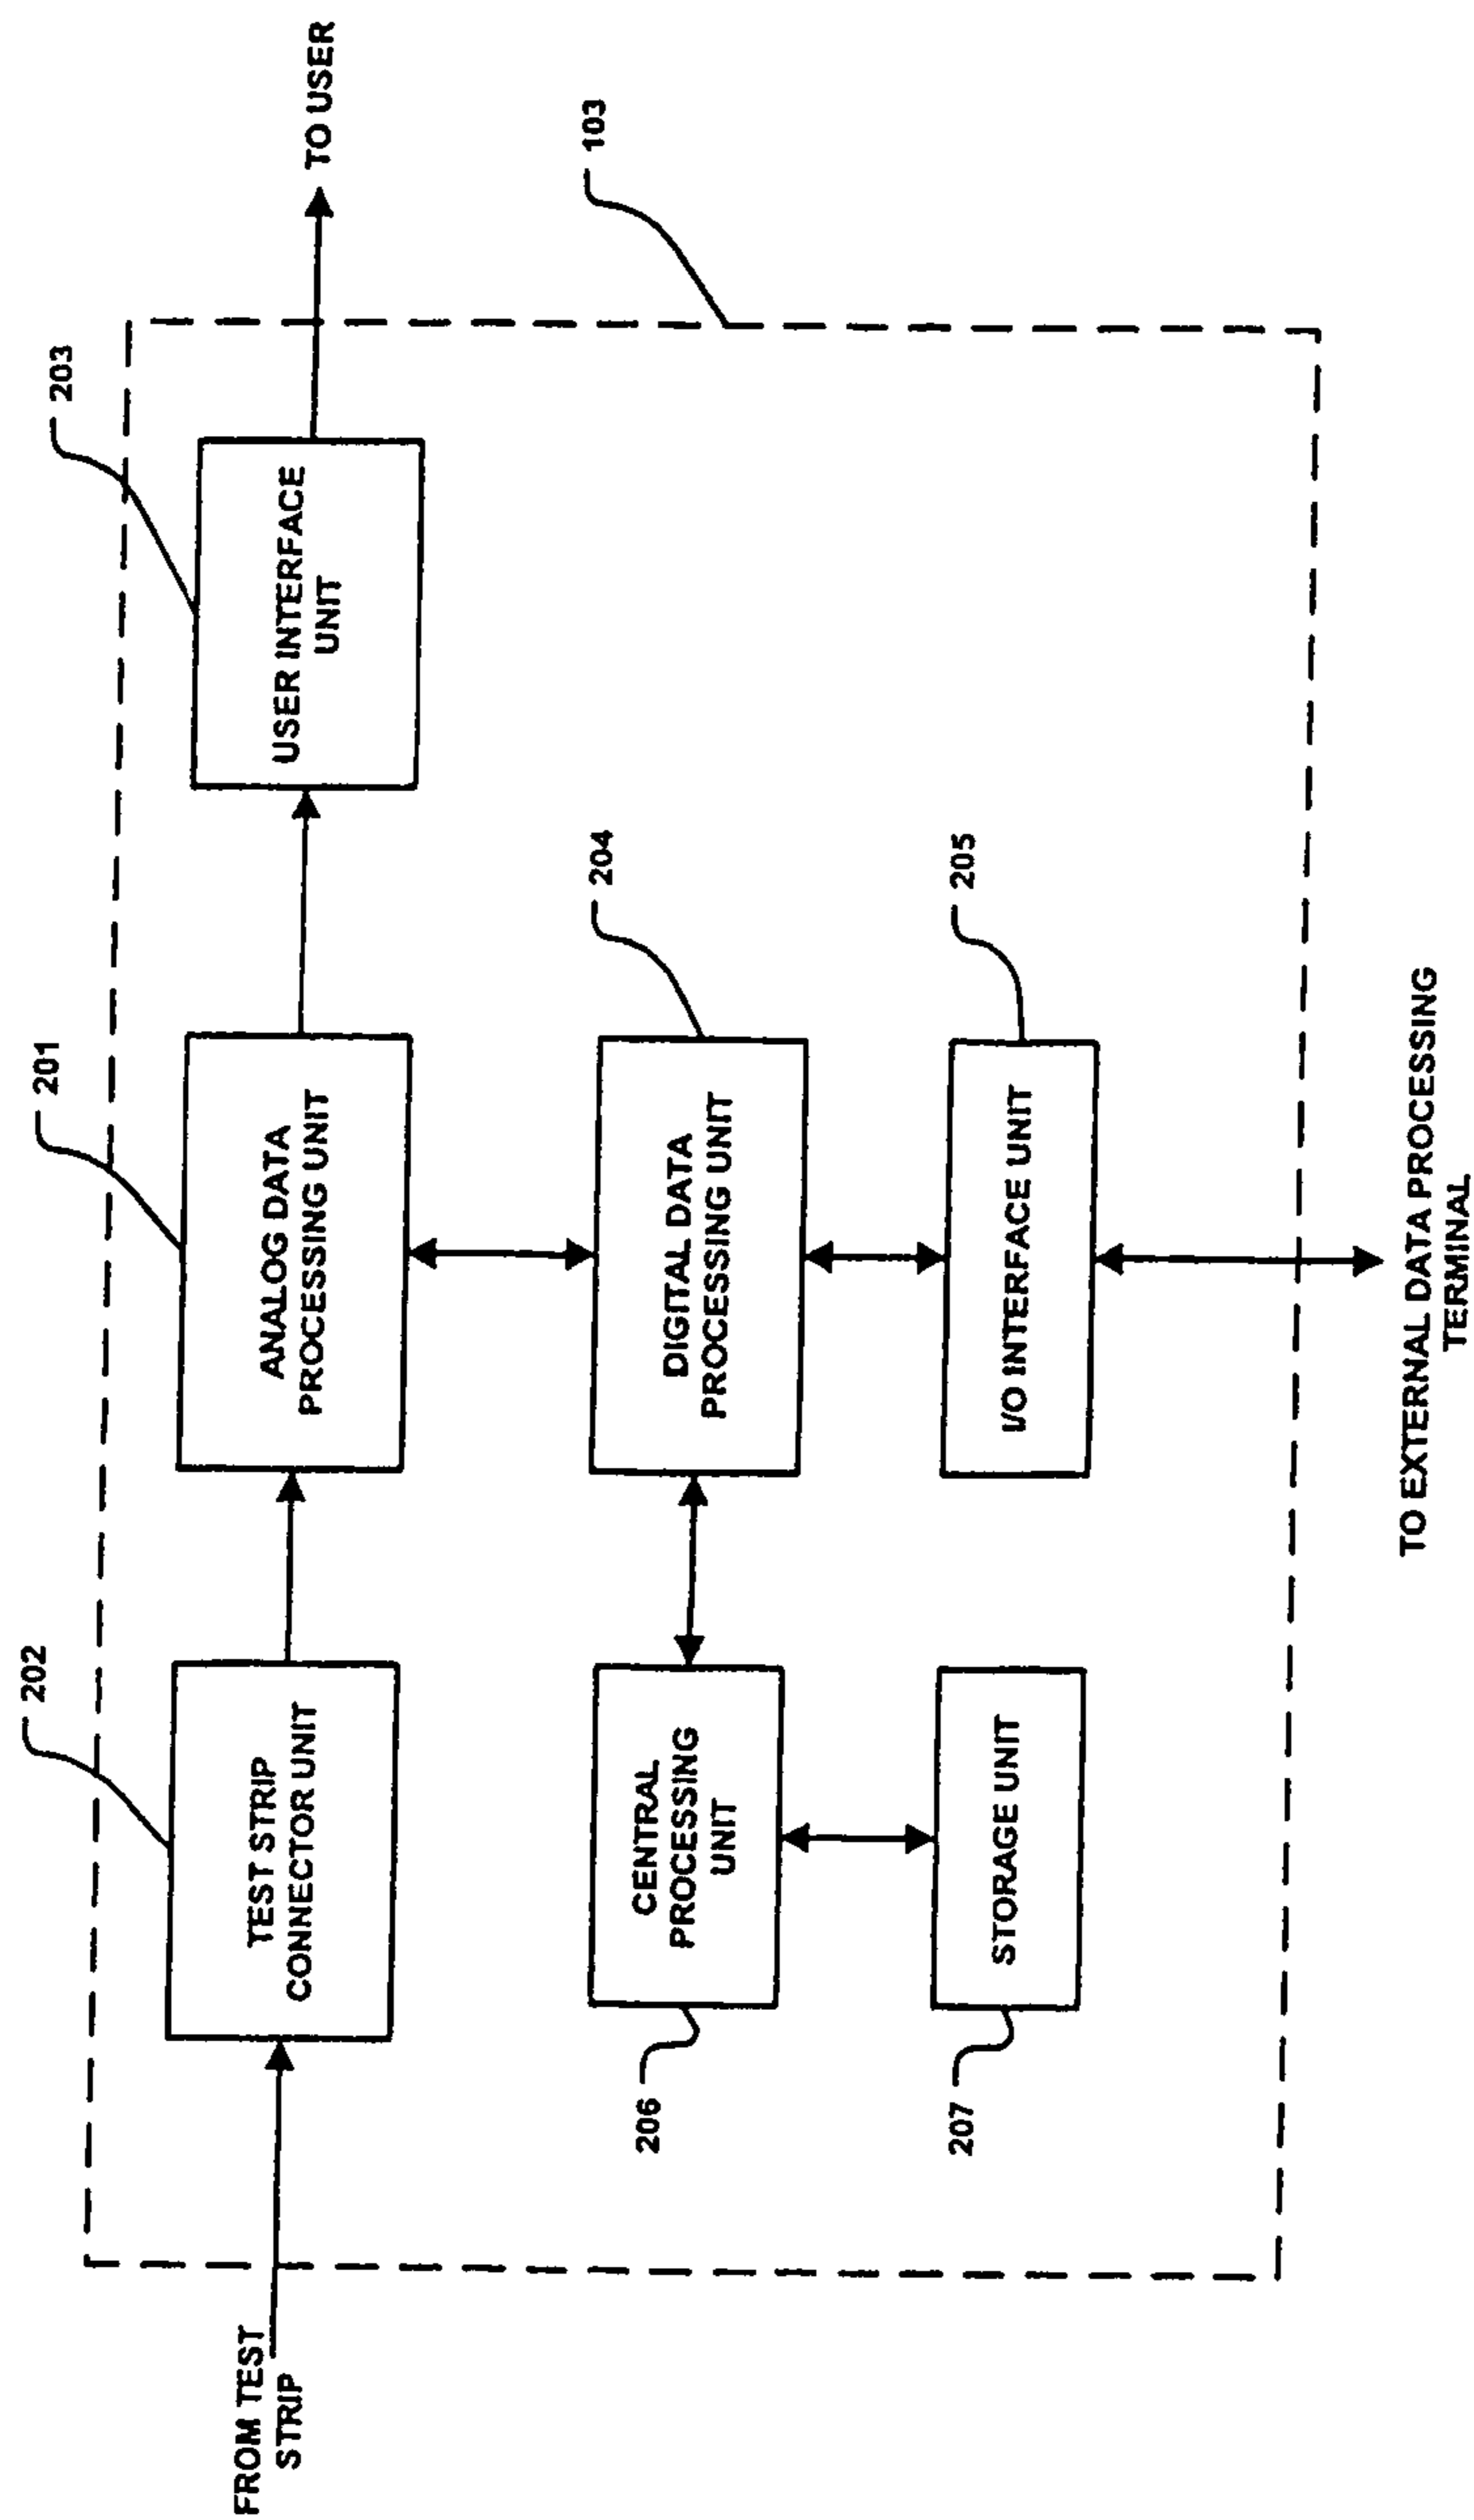 202
201
203
FROM TEST
STRIP
TEST STRIP
CONNECTOR UNIT
ANALOG DATA
PROCESSING UNIT
USER INTERFACE
UNIT
TO USER
103
204
206
CENTRAL
PROCESSING
UNIT
DIGITAL DATA
PROCESSING UNIT
205
207
STORAGE UNIT
I/O INTERFACE UNIT
TO EXTERNAL DATA PROCESSING
TERMINAL